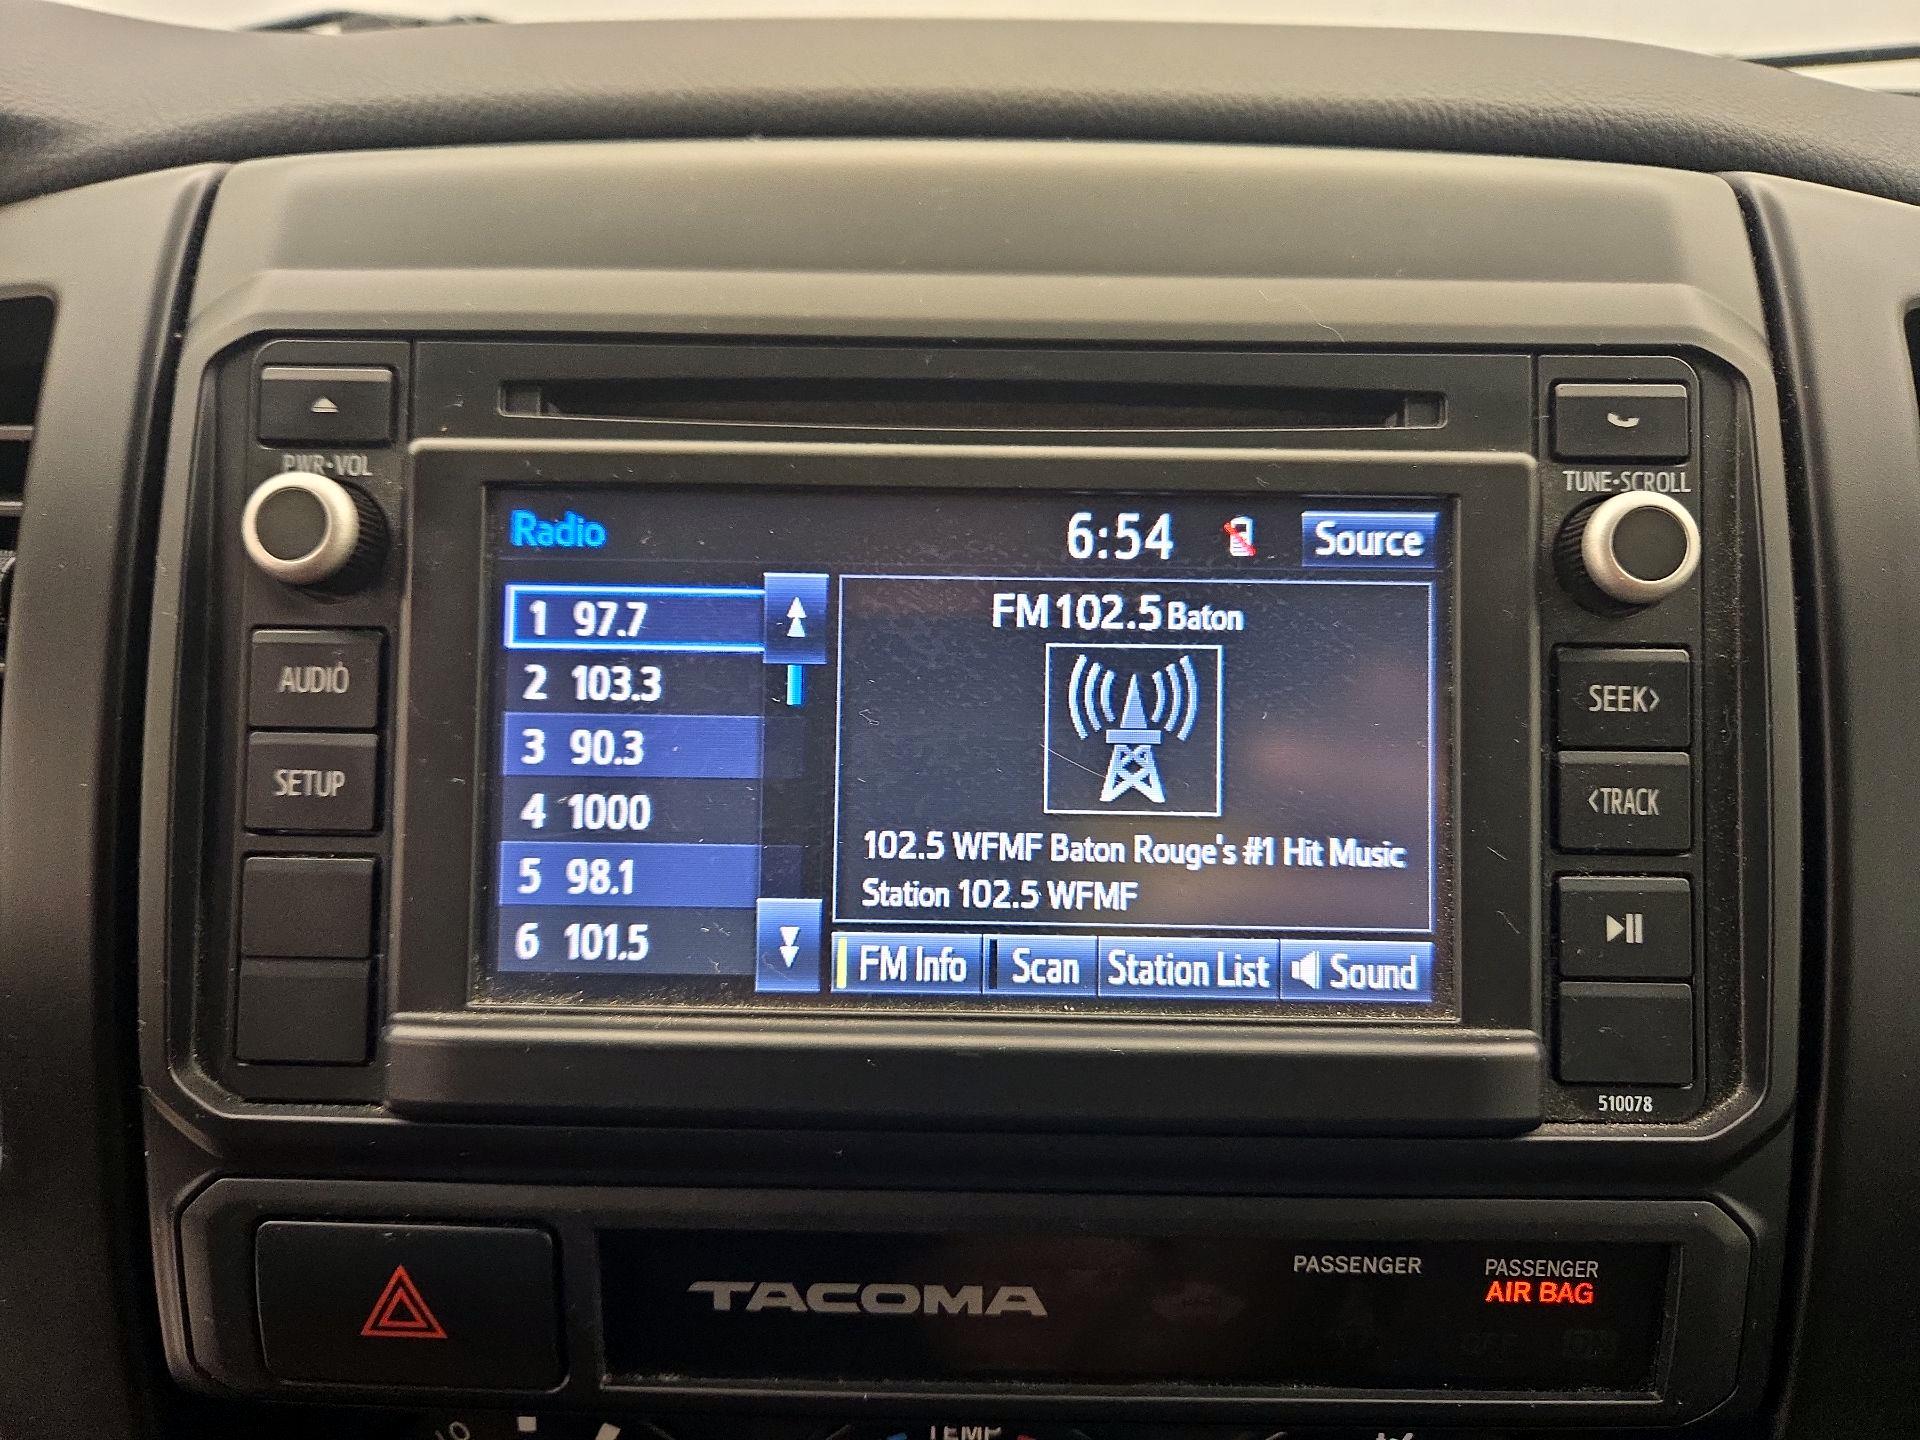 PWR•VOL
TUNE•SCROLL
Radio
6:54
Source
1 97.7
2 103.3
3 90.3
4 1000
5 98.1
6 101.5
FM 102.5 Baton
102.5 WFMF Baton Rouge's #1 Hit Music
Station 102.5 WFMF
FM Info
Scan
Station List
Sound
AUDIO
SETUP
SEEK>
<TRACK
510078
TACOMA
PASSENGER
PASSENGER
AIR BAG
OFF
TEMP